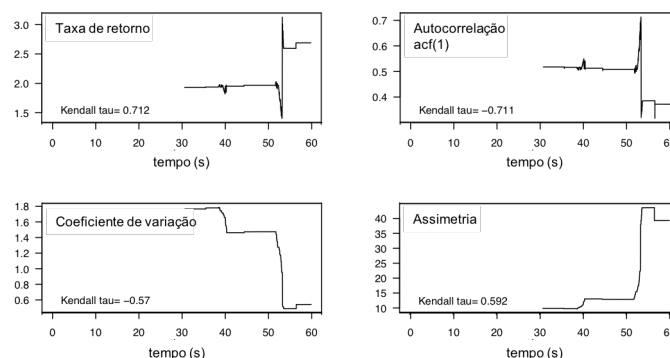 Taxa de retorno
3.0
2.5
2.0
1.5
Kendall tau= 0.712
0 10 20 30 40 50 60
tempo (s)
Autocorrelação
acf(1)
0.7
0.6
0.5
0.4
Kendall tau= −0.711
0 10 20 30 40 50 60
tempo (s)
Coeficiente de variação
1.8
1.6
1.4
1.2
1.0
0.8
0.6
Kendall tau= −0.57
0 10 20 30 40 50 60
tempo (s)
Assimetria
40
35
30
25
20
15
10
Kendall tau= 0.592
0 10 20 30 40 50 60
tempo (s)